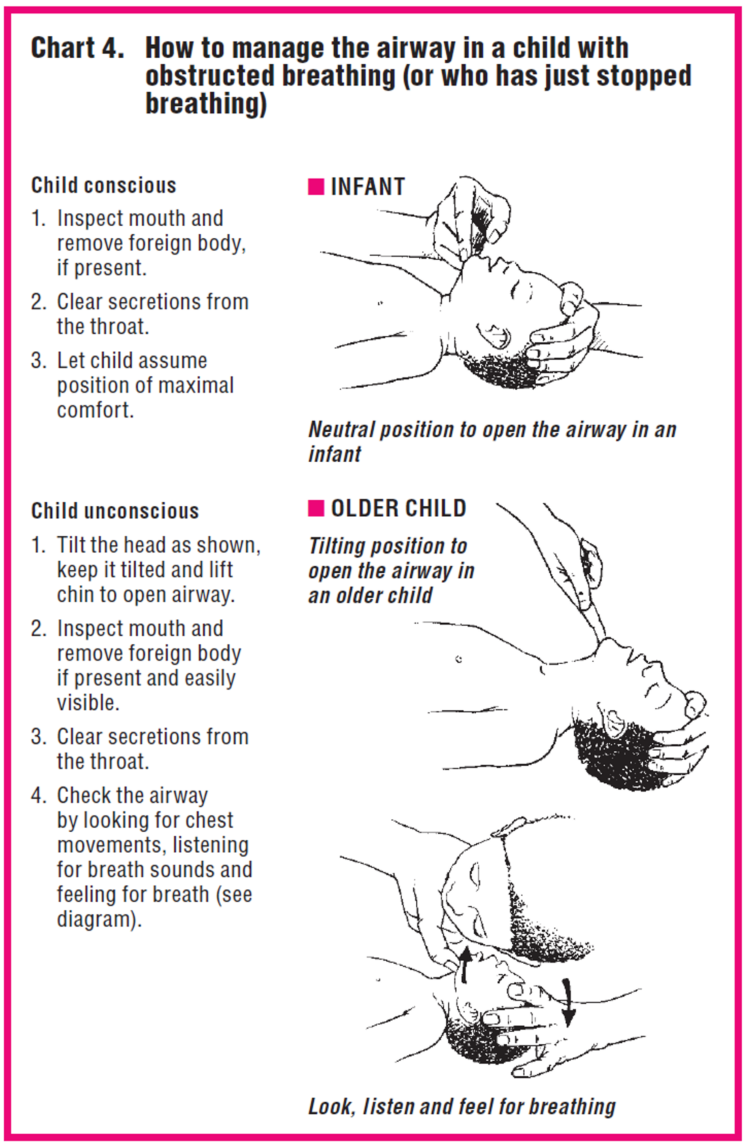 Chart 4. How to manage the airway in a child with
obstructed breathing (or who has just stopped
breathing)
Child conscious
1. Inspect mouth and
remove foreign body,
if present.
2. Clear secretions from
the throat.
3. Let child assume
position of maximal
comfort.
■ INFANT
Neutral position to open the airway in an
infant
Child unconscious
1. Tilt the head as shown,
keep it tilted and lift
chin to open airway.
2. Inspect mouth and
remove foreign body
if present and easily
visible.
3. Clear secretions from
the throat.
4. Check the airway
by looking for chest
movements, listening
for breath sounds and
feeling for breath (see
diagram).
■ OLDER CHILD
Tilting position to
open the airway in
an older child
Look, listen and feel for breathing